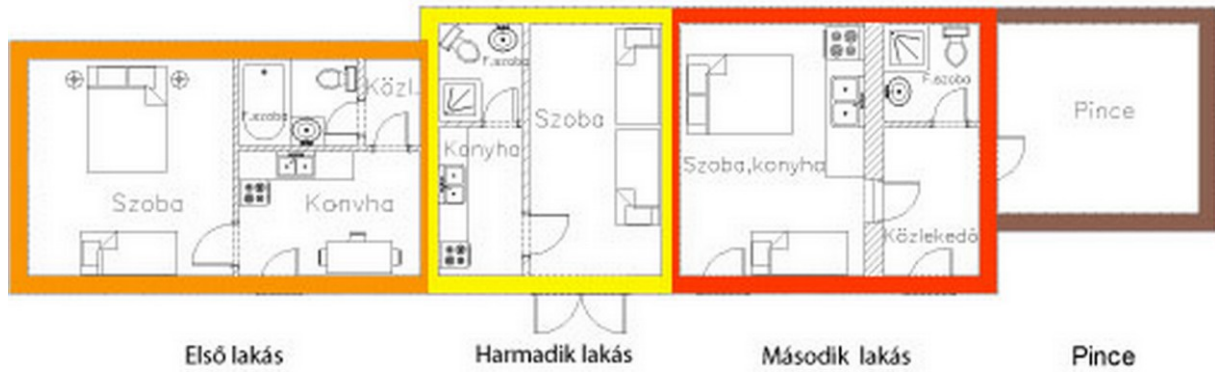 F.szoba
Közl.
Szoba
Konyha
F.szoba
Szoba
Konyha
F.szoba
Szoba,konyha
Közlekedő
Pince
Első lakás
Harmadik lakás
Második lakás
Pince